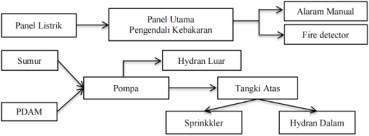 Alaram Manual
Panel Listrik
Panel Utama
Pengendali Kebakaran
Fire detector
Sumur
Hydran Luar
Pompa
Tangki Atas
PDAM
Sprinkkler
Hydran Dalam